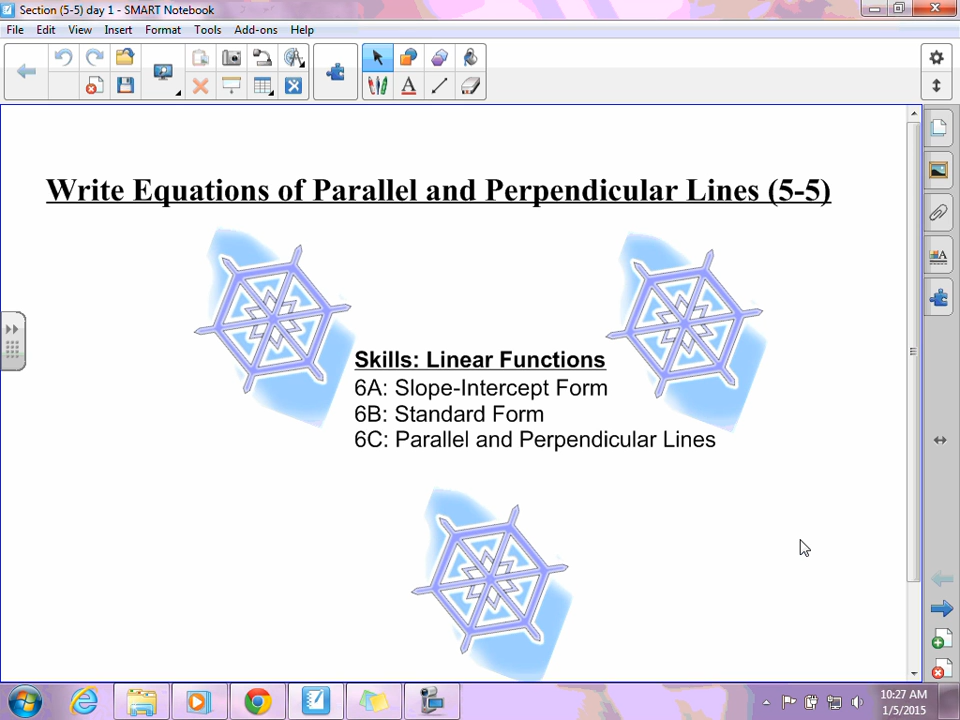 Section (5-5) day 1 - SMART Notebook
File Edit View Insert Format Tools Add-ons Help
Write Equations of Parallel and Perpendicular Lines (5-5)
Skills: Linear Functions
6A: Slope-Intercept Form
6B: Standard Form
6C: Parallel and Perpendicular Lines
10:27 AM
1/5/2015